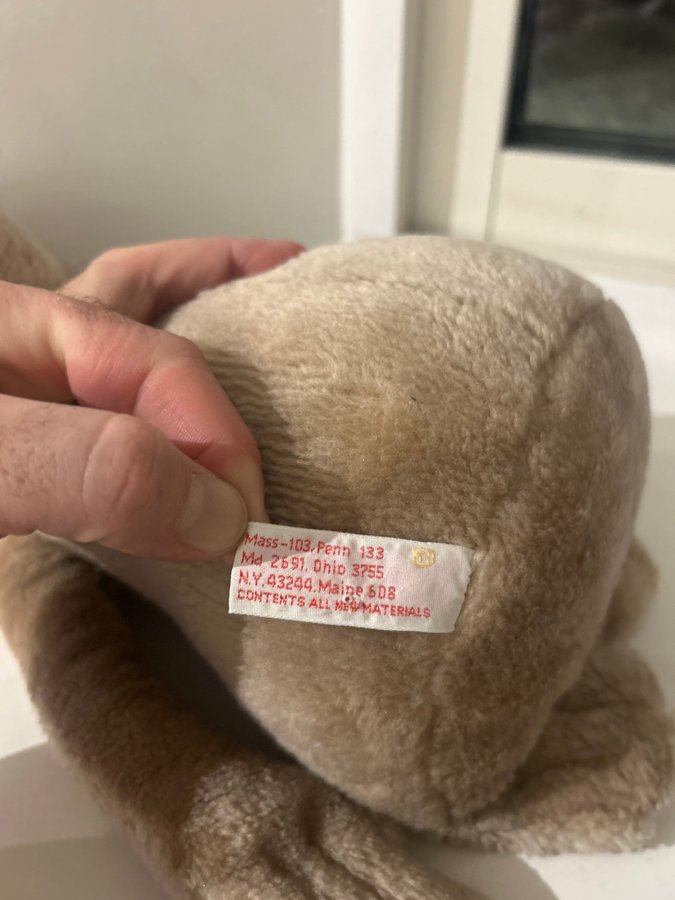 Mass-103, Penn 133
Md 2691, Ohio 3755
N.Y. 43244, Maine 608
CONTENTS ALL NEW MATERIALS